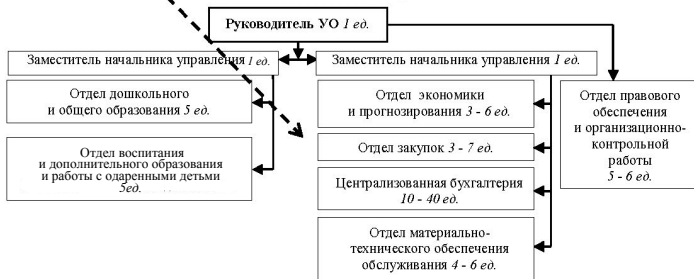 Руководитель УО 1 ед.
Заместитель начальника управления 1 ед.
Заместитель начальника управления 1 ед.
Отдел дошкольного
и общего образования 5 ед.
Отдел воспитания
и дополнительного образования
и работы с одаренными детьми
5ед.
Отдел экономики
и прогнозирования 3 - 6 ед.
Отдел закупок 3 - 7 ед.
Централизованная бухгалтерия
10 - 40 ед.
Отдел материально-
технического обеспечения
обслуживания 4 - 6 ед.
Отдел правового
обеспечения
и организационно-
контрольной
работы
5 - 6 ед.